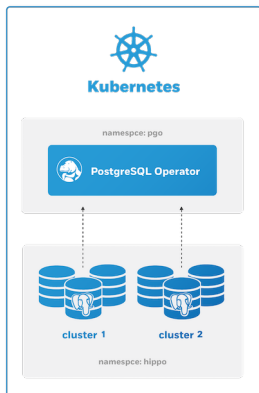 Kubernetes
namespce: pgo
PostgreSQL Operator
cluster 1
cluster 2
namespce: hippo